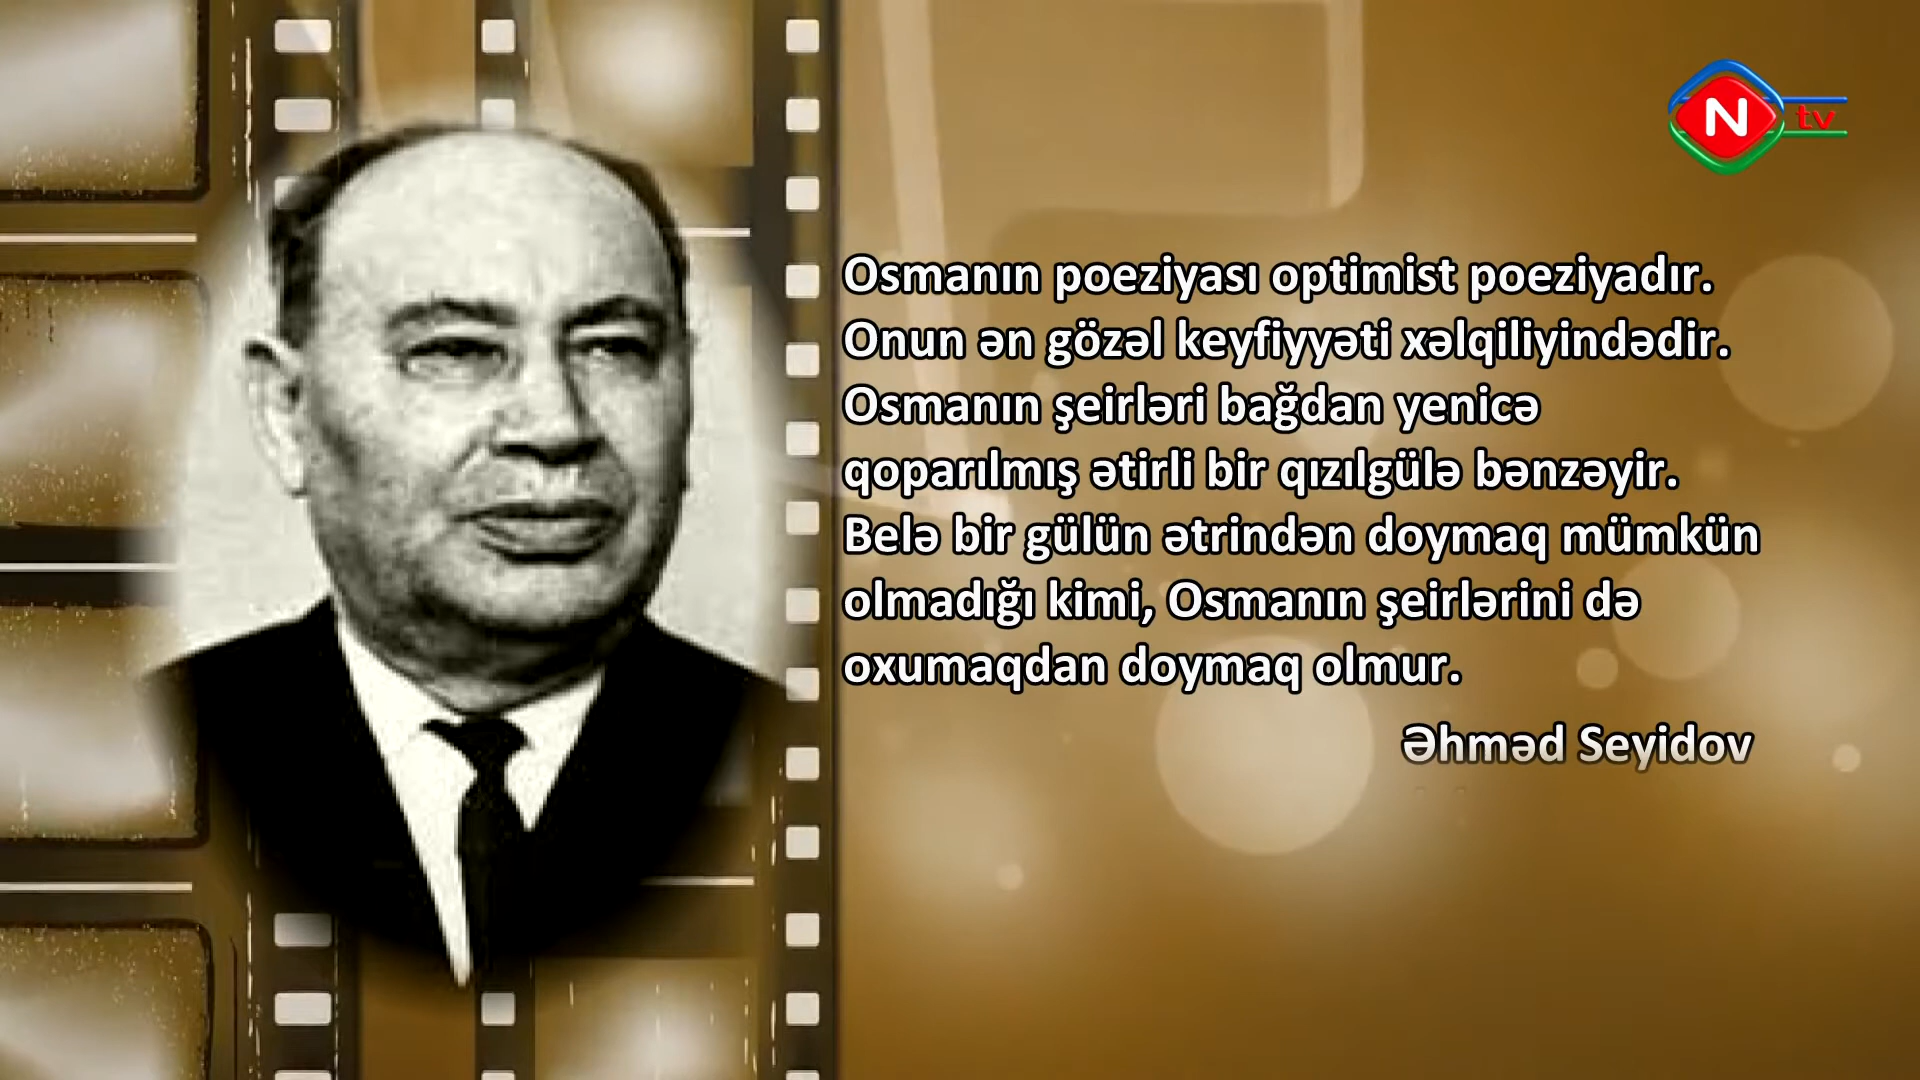 N tv
Osmanın poeziyası optimist poeziyadır.
Onun ən gözəl keyfiyyəti xəlqiliyindədir.
Osmanın şeirləri bağdan yenicə
qoparılmış ətirli bir qızılgülə bənzəyir.
Belə bir gülün ətrindən doymaq mümkün
olmadığı kimi, Osmanın şeirlərini də
oxumaqdan doymaq olmur.
Əhməd Seyidov